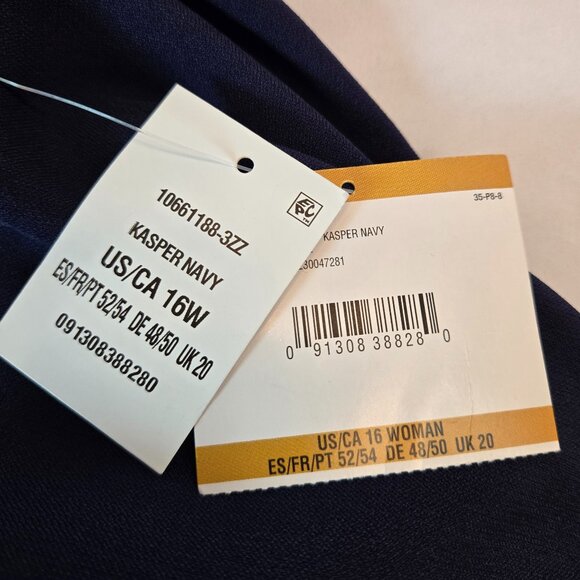 10661188-3ZZ
EPC™
KASPER NAVY
US/CA 16W
ES/FR/PT 52/54 DE 48/50 UK 20
091308388280
35-P8-8
KASPER NAVY
230047281
0 91308 38828 0
US/CA 16 WOMAN
ES/FR/PT 52/54 DE 48/50 UK 20